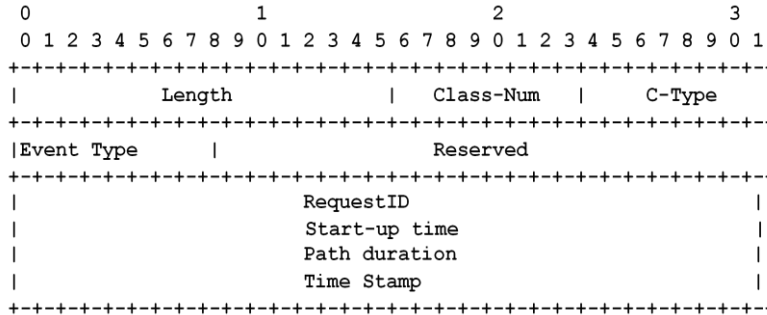 0                   1                   2                   3
 0 1 2 3 4 5 6 7 8 9 0 1 2 3 4 5 6 7 8 9 0 1 2 3 4 5 6 7 8 9 0 1
+-+-+-+-+-+-+-+-+-+-+-+-+-+-+-+-+-+-+-+-+-+-+-+-+-+-+-+-+-+-+-+-
|            Length             |   Class-Num   |     C-Type
+-+-+-+-+-+-+-+-+-+-+-+-+-+-+-+-+-+-+-+-+-+-+-+-+-+-+-+-+-+-+-+-
|Event Type      |                  Reserved
+-+-+-+-+-+-+-+-+-+-+-+-+-+-+-+-+-+-+-+-+-+-+-+-+-+-+-+-+-+-+-+-
|                        RequestID                             |
|                        Start-up time                         |
|                        Path duration                         |
|                        Time Stamp                            |
+-+-+-+-+-+-+-+-+-+-+-+-+-+-+-+-+-+-+-+-+-+-+-+-+-+-+-+-+-+-+-+-